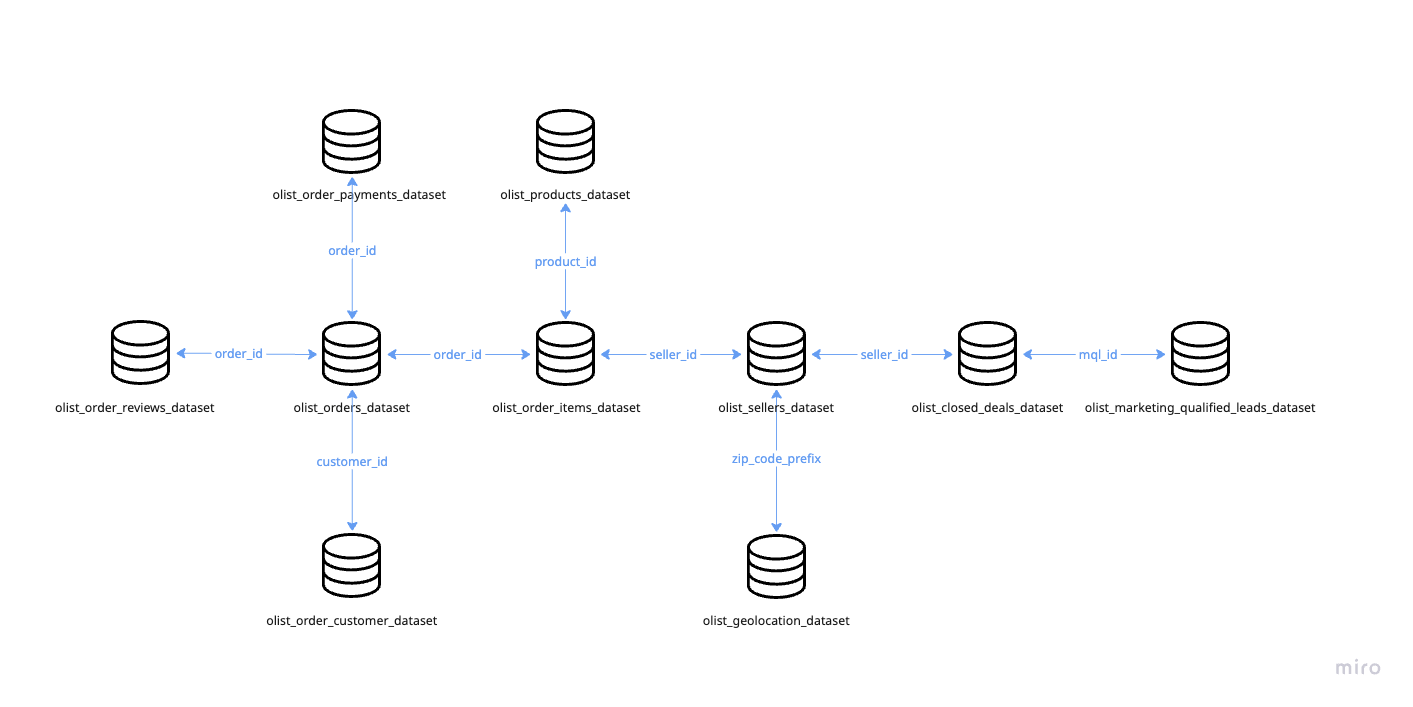 olist_order_payments_dataset
olist_products_dataset
order_id
product_id
order_id
order_id
seller_id
seller_id
mql_id
olist_order_reviews_dataset
olist_orders_dataset
olist_order_items_dataset
olist_sellers_dataset
olist_closed_deals_dataset
olist_marketing_qualified_leads_dataset
customer_id
zip_code_prefix
olist_order_customer_dataset
olist_geolocation_dataset
miro